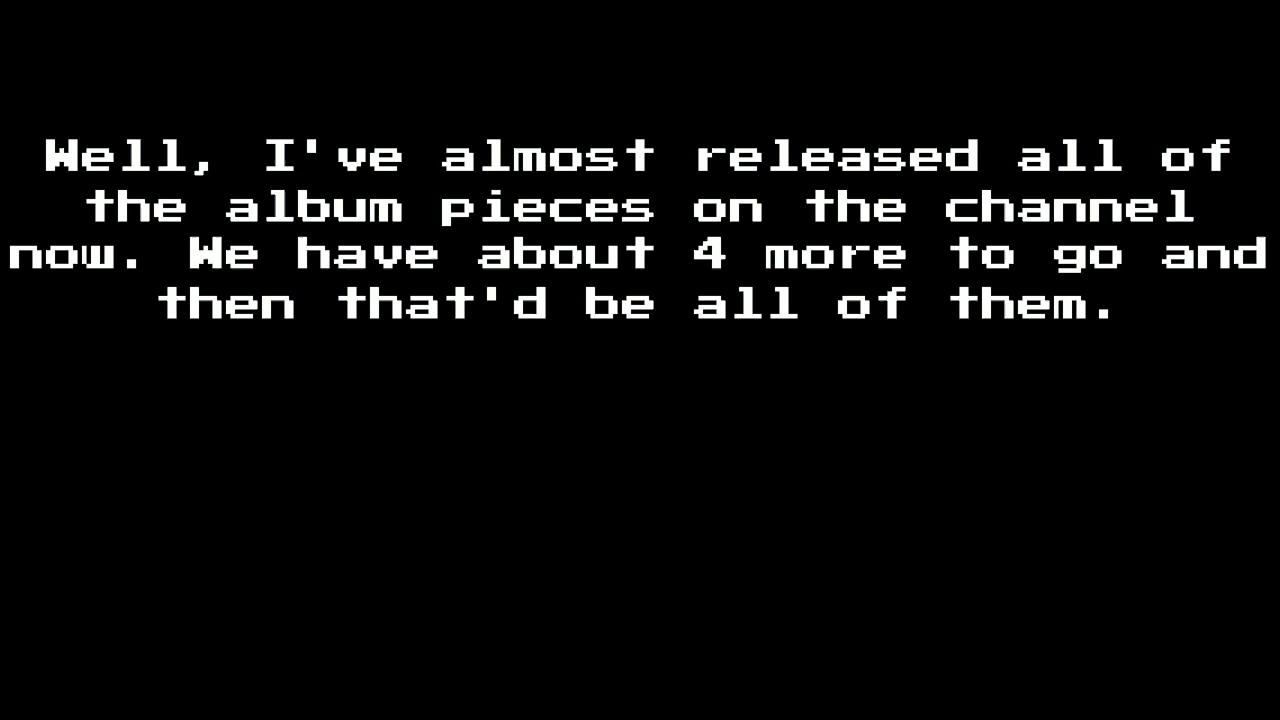 Well, I've almost released all of
the album pieces on the channel
now. We have about 4 more to go and
then that'd be all of them.